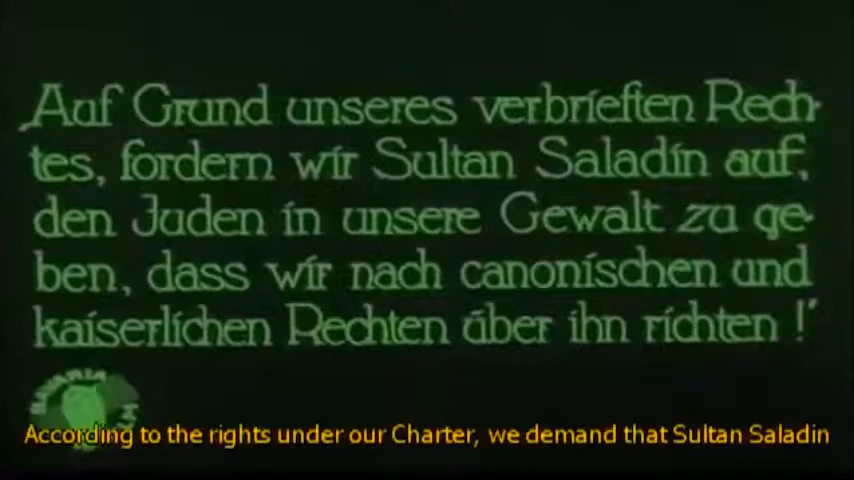 „Auf Grund unseres verbrieften Rech-
tes, fordern wir Sultan Saladin auf,
den Juden in unsere Gewalt zu ge-
ben, dass wir nach canonischen und
kaiserlichen Rechten über ihn richten !"
BAVARIA
According to the rights under our Charter, we demand that Sultan Saladin